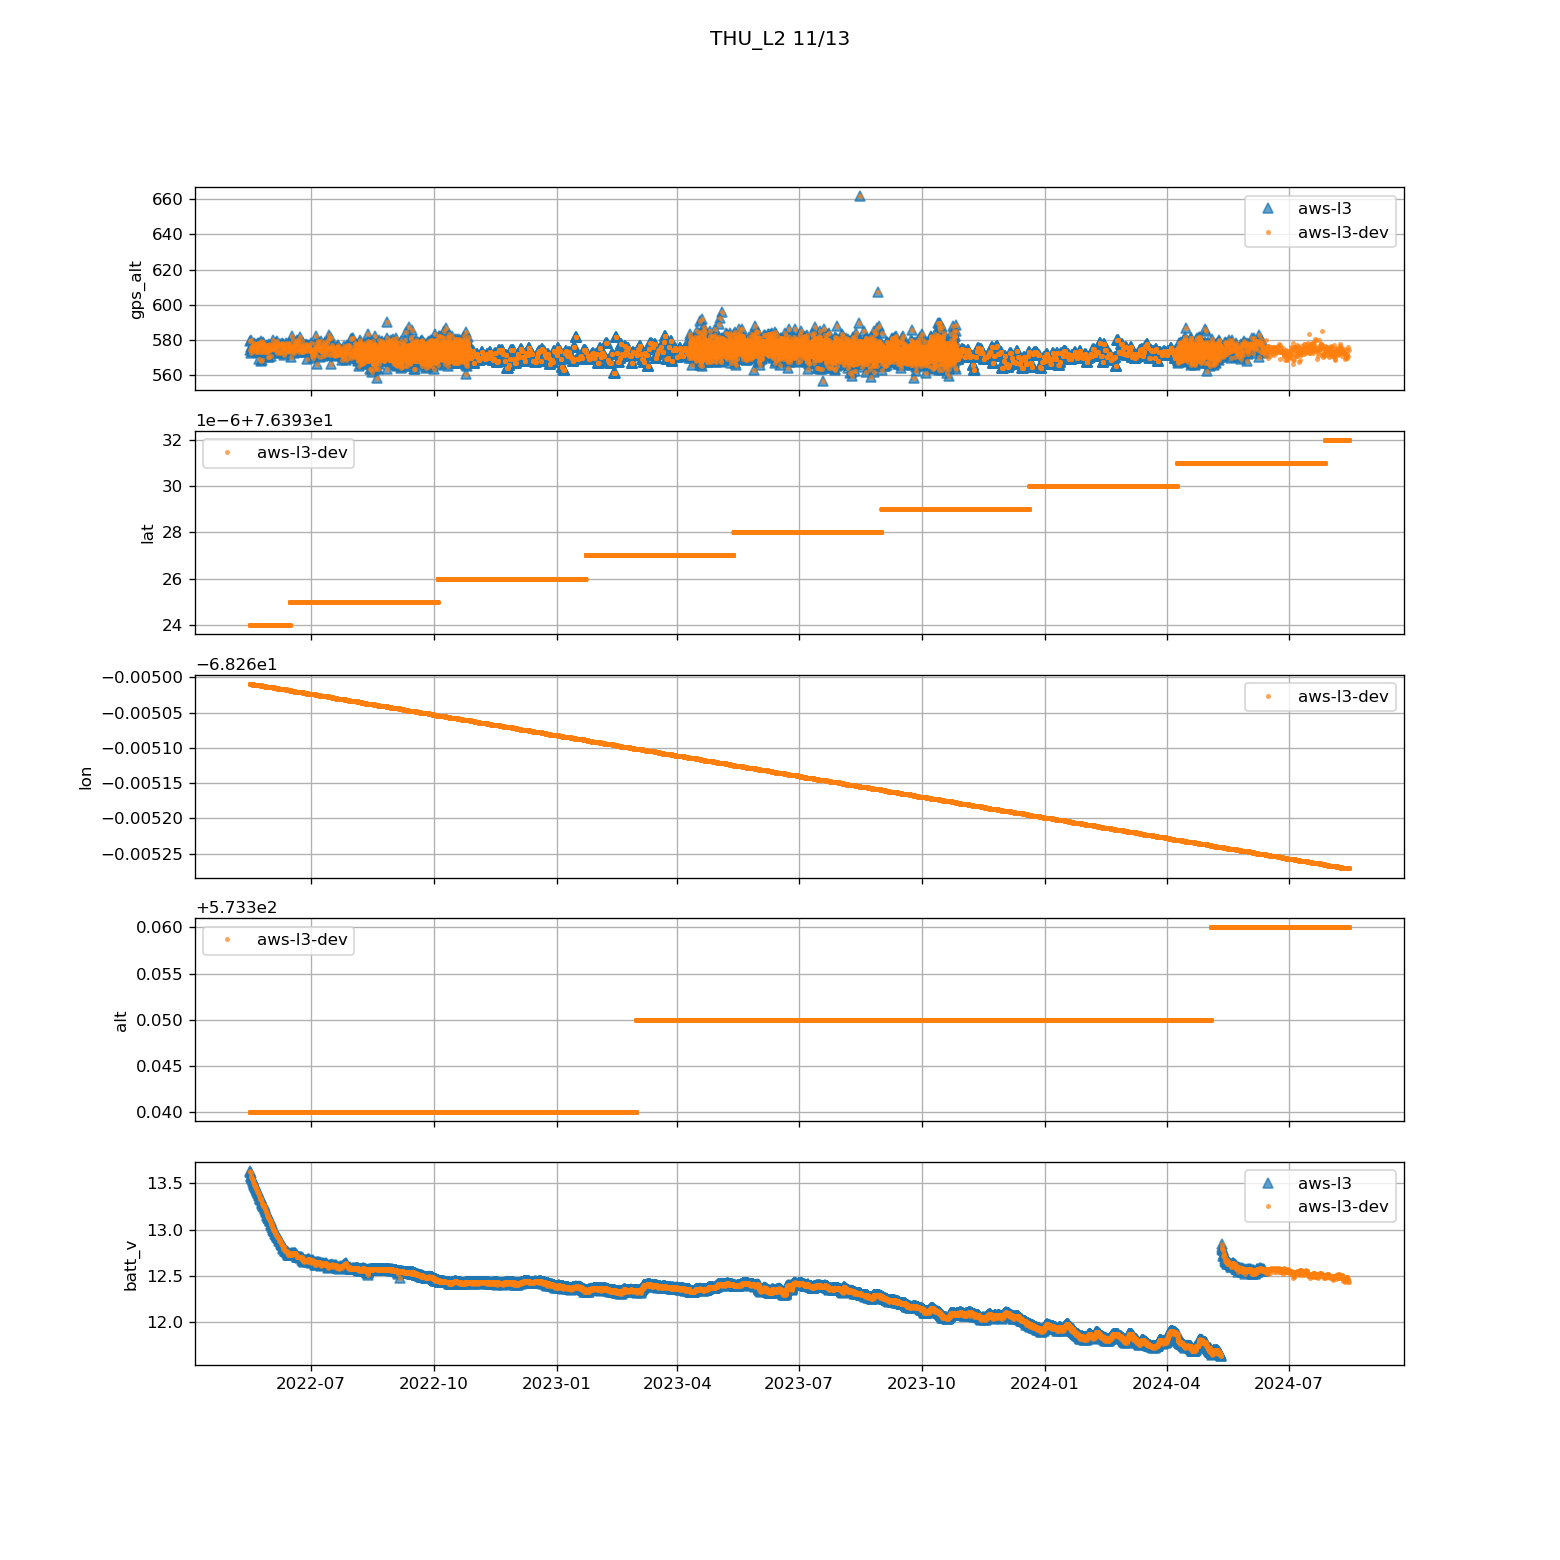 THU_L2 11/13
660
640
620
600
580
560
gps_alt
aws-l3
aws-l3-dev
1e−6+7.6393e1
32
30
28
26
24
lat
aws-l3-dev
−6.826e1
−0.00500
−0.00505
−0.00510
−0.00515
−0.00520
−0.00525
lon
aws-l3-dev
+5.733e2
0.060
0.055
0.050
0.045
0.040
alt
aws-l3-dev
13.5
13.0
12.5
12.0
batt_v
aws-l3
aws-l3-dev
2022-07 2022-10 2023-01 2023-04 2023-07 2023-10 2024-01 2024-04 2024-07